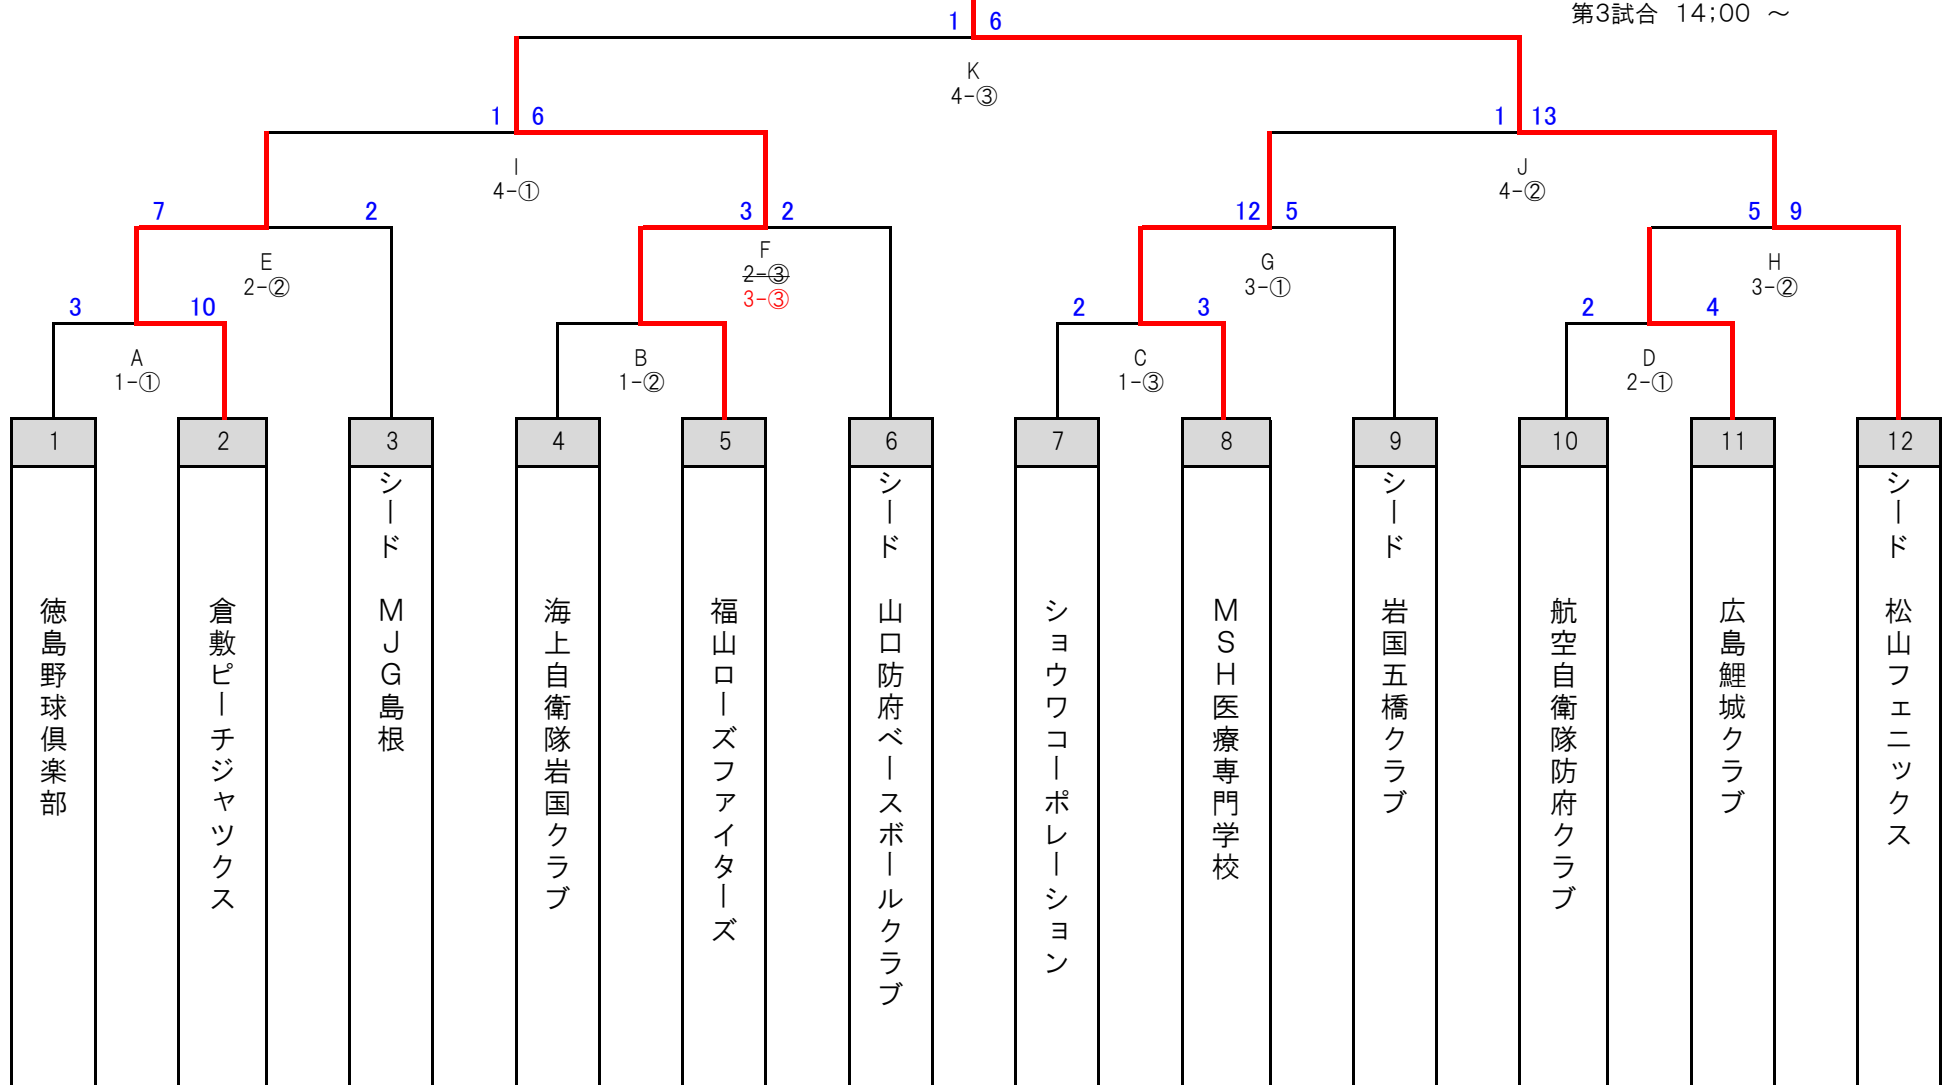 第3試合 14;00 ～
1 6
K
4-③
1 6
1 13
I
4-①
J
4-②
7 2
3 2
12 5
5 9
E
2-②
F
2-③
3-③
G
3-①
H
3-②
3 10
2 3
2 4
A
1-①
B
1-②
C
1-③
D
2-①
1 2 3 4 5 6 7 8 9 10 11 12
徳島野球倶楽部
倉敷ピーチジャツクス
シード ＭＪＧ島根
海上自衛隊岩国クラブ
福山ローズファイターズ
シード 山口防府ベースボールクラブ
ショウワコーポレーション
ＭＳＨ医療専門学校
シード 岩国五橋クラブ
航空自衛隊防府クラブ
広島鯉城クラブ
シード 松山フェニックス